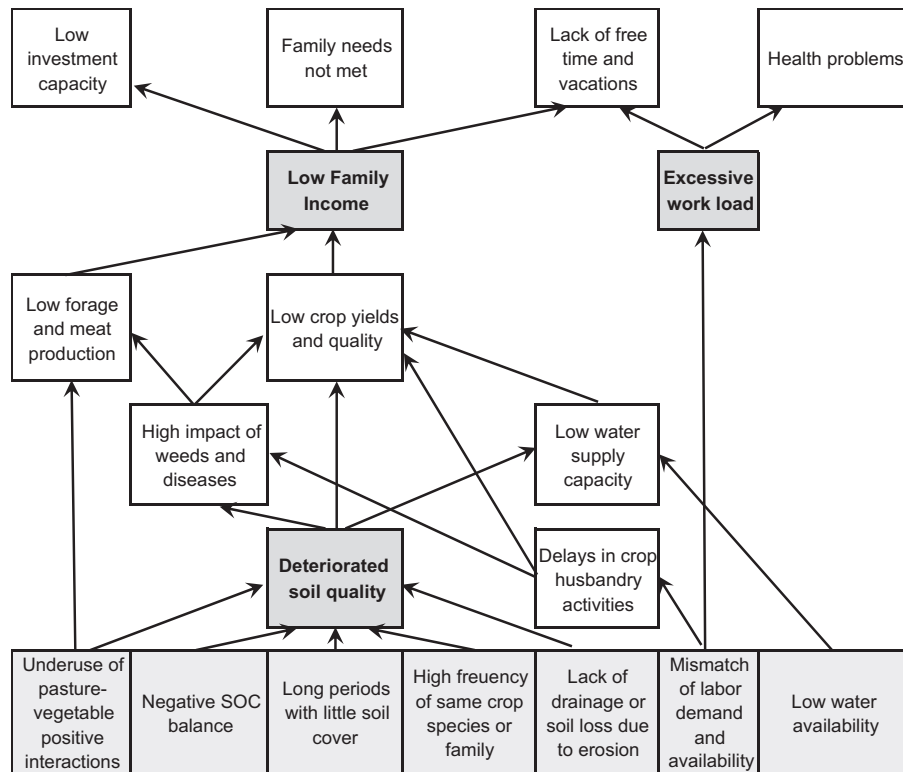 Low
investment
capacity
Family needs
not met
Lack of free
time and
vacations
Health problems
Low Family
Income
Excessive
work load
Low forage
and meat
production
Low crop yields
and quality
High impact of
weeds and
diseases
Low water
supply
capacity
Deteriorated
soil quality
Delays in crop
husbandry
activities
Underuse of
pasture-
vegetable
positive
interactions
Negative SOC
balance
Long periods
with little soil
cover
High freuency
of same crop
species or
family
Lack of
drainage or
soil loss due
to erosion
Mismatch
of labor
demand
and
availability
Low water
availability